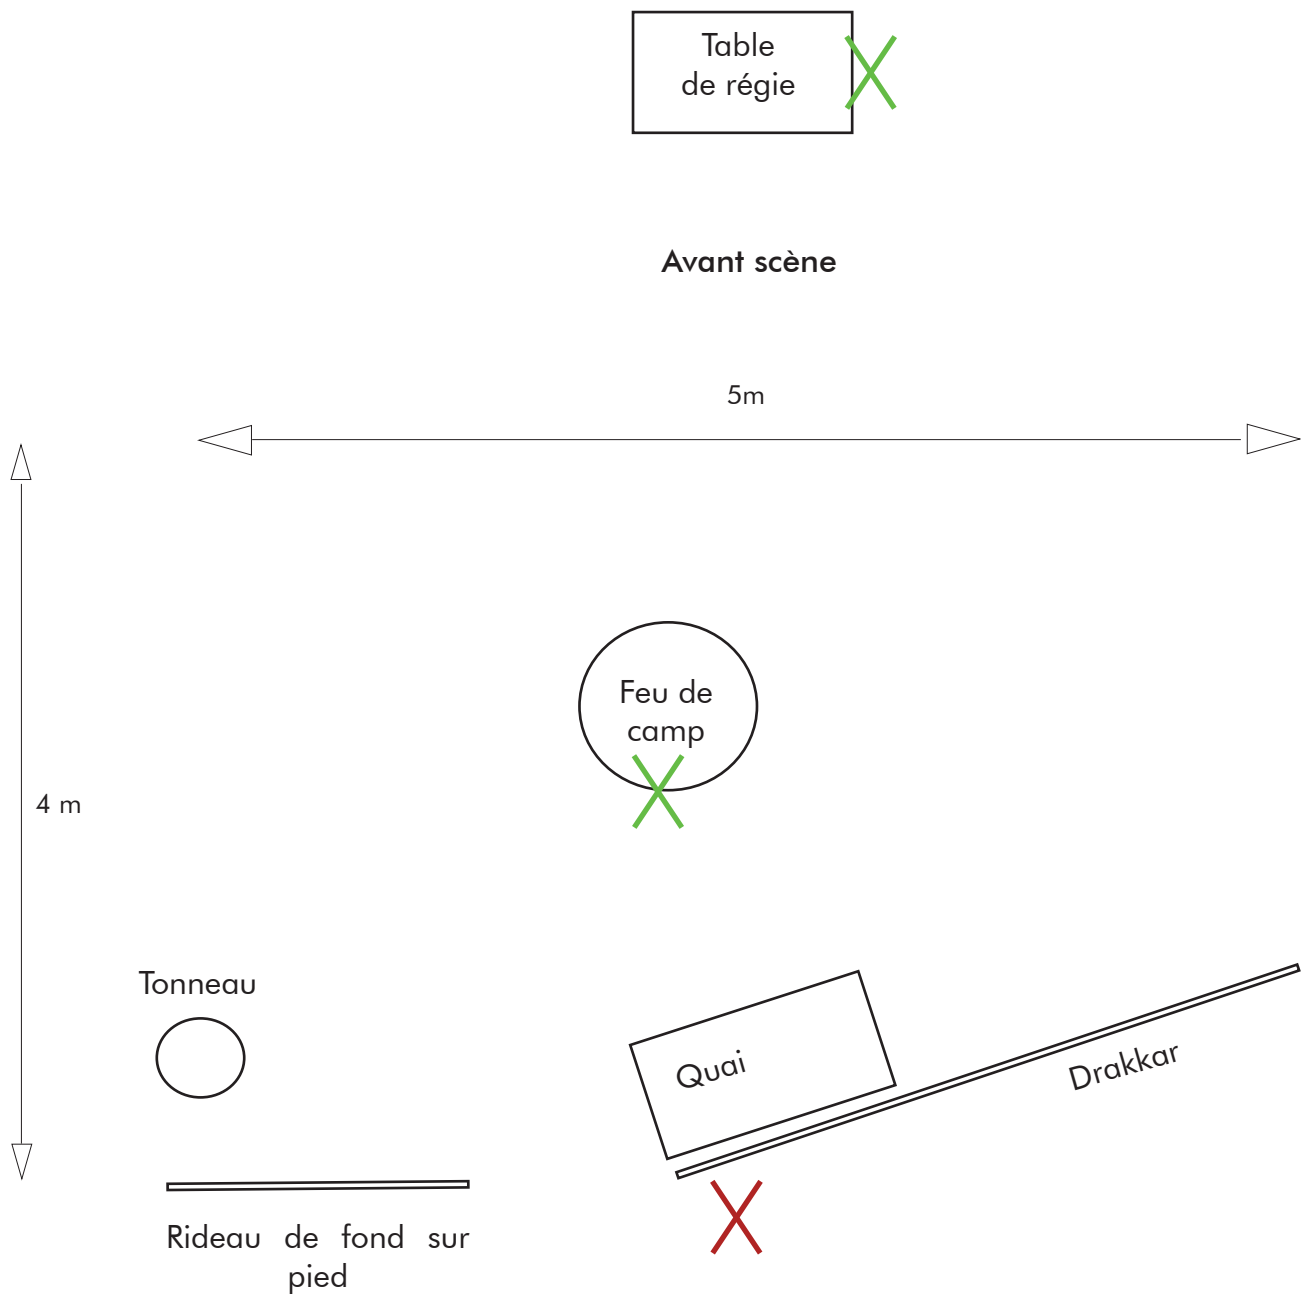 Table
de régie
Avant scène
5m
Feu de
camp
4 m
Tonneau
Quai
Drakkar
Rideau de fond sur
pied